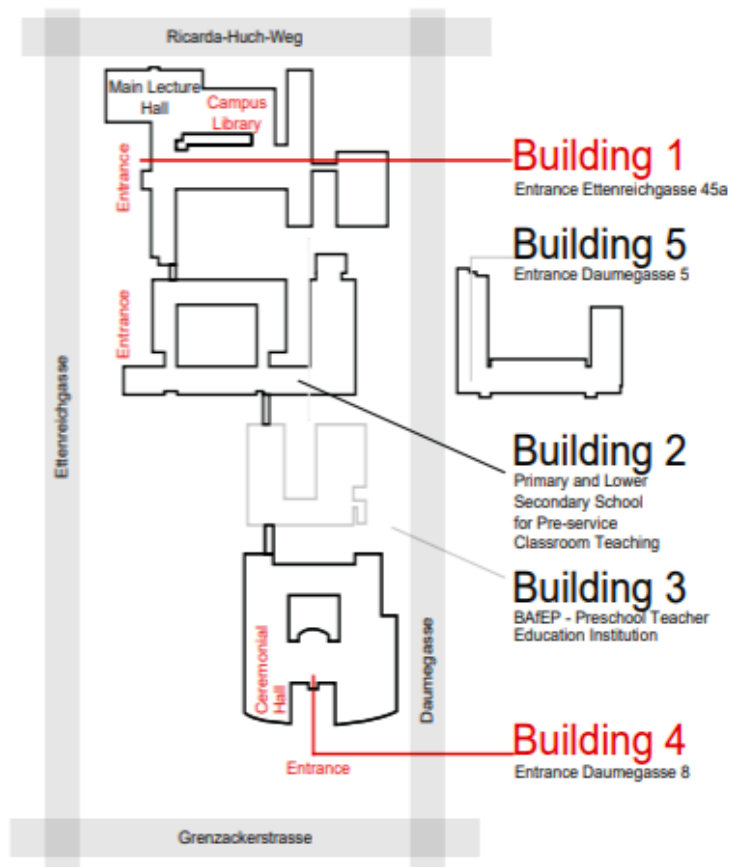 Ricarda-Huch-Weg
Main Lecture
Hall
Campus
Library
Entrance
Building 1
Entrance Ettenreichgasse 45a
Building 5
Entrance Daumegasse 5
Entrance
Ettenreichgasse
Building 2
Primary and Lower
Secondary School
for Pre-service
Classroom Teaching
Building 3
BAfEP - Preschool Teacher
Education Institution
Ceremonial
Hall
Daumegasse
Building 4
Entrance Daumegasse 8
Entrance
Grenzackerstrasse